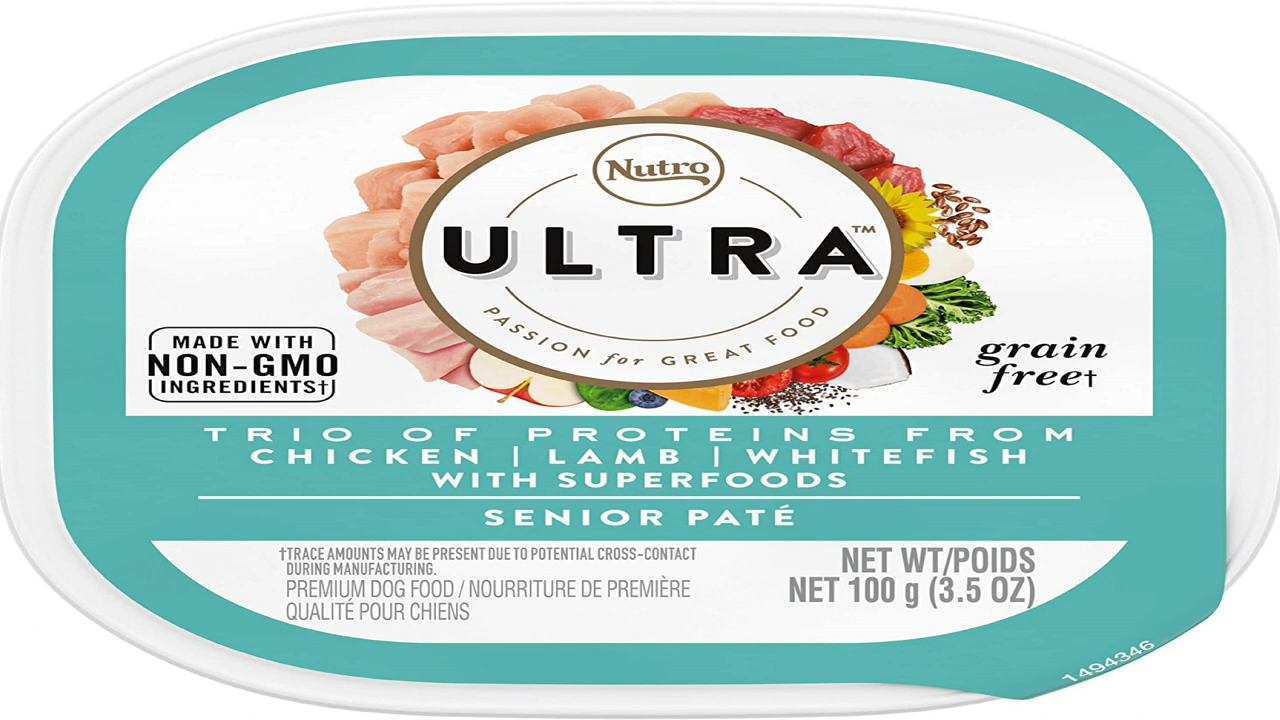 Nutro
ULTRA™
PASSION for GREAT FOOD
MADE WITH
NON-GMO
INGREDIENTS†
grain
free†
TRIO OF PROTEINS FROM
CHICKEN | LAMB | WHITEFISH
WITH SUPERFOODS
SENIOR PATÉ
†TRACE AMOUNTS MAY BE PRESENT DUE TO POTENTIAL CROSS-CONTACT
DURING MANUFACTURING.
PREMIUM DOG FOOD / NOURRITURE DE PREMIÈRE
QUALITÉ POUR CHIENS
NET WT/POIDS
NET 100 g (3.5 OZ)
1494346